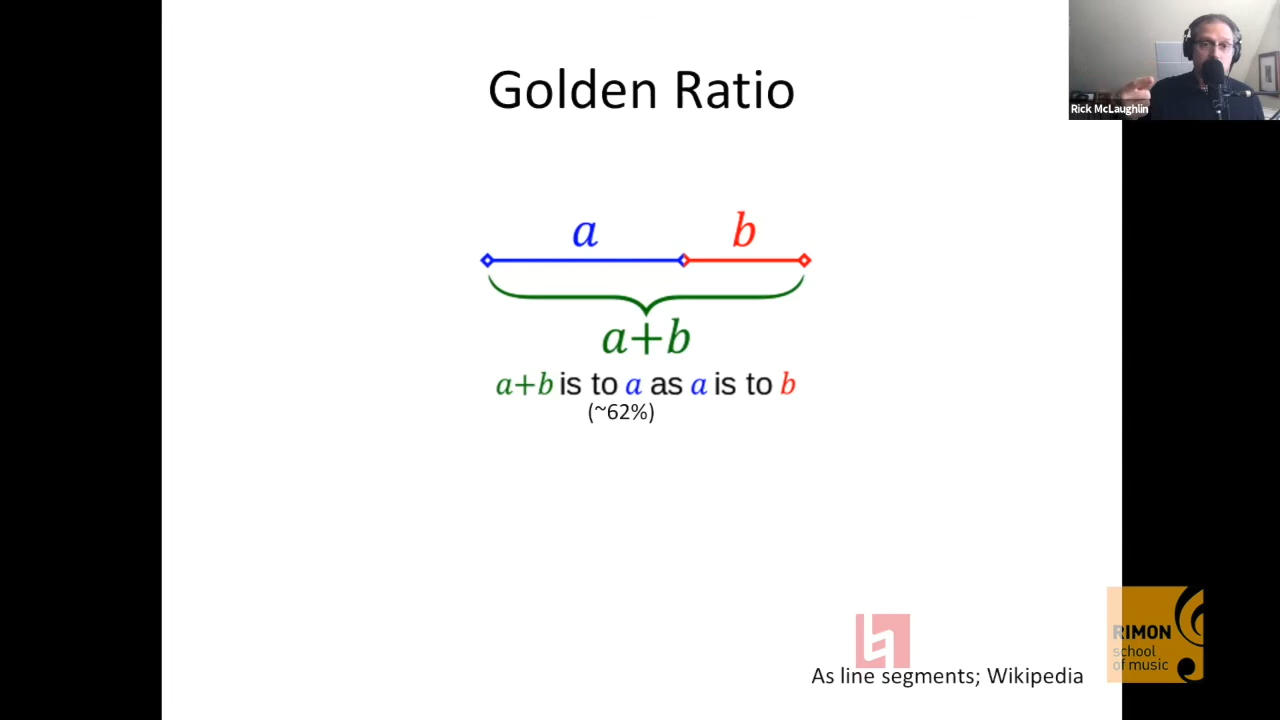 Golden Ratio
Rick McLaughlin
a b
a+b
a+b is to a as a is to b
(~62%)
RIMON
school
of music
As line segments; Wikipedia